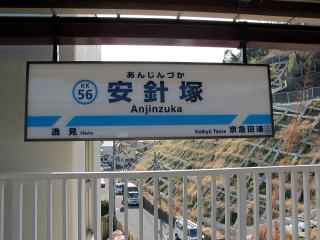 あんじんづか
KK
56
安針塚
Anjinzuka
逸見
Hemi
Keikyū Taura
京急田浦